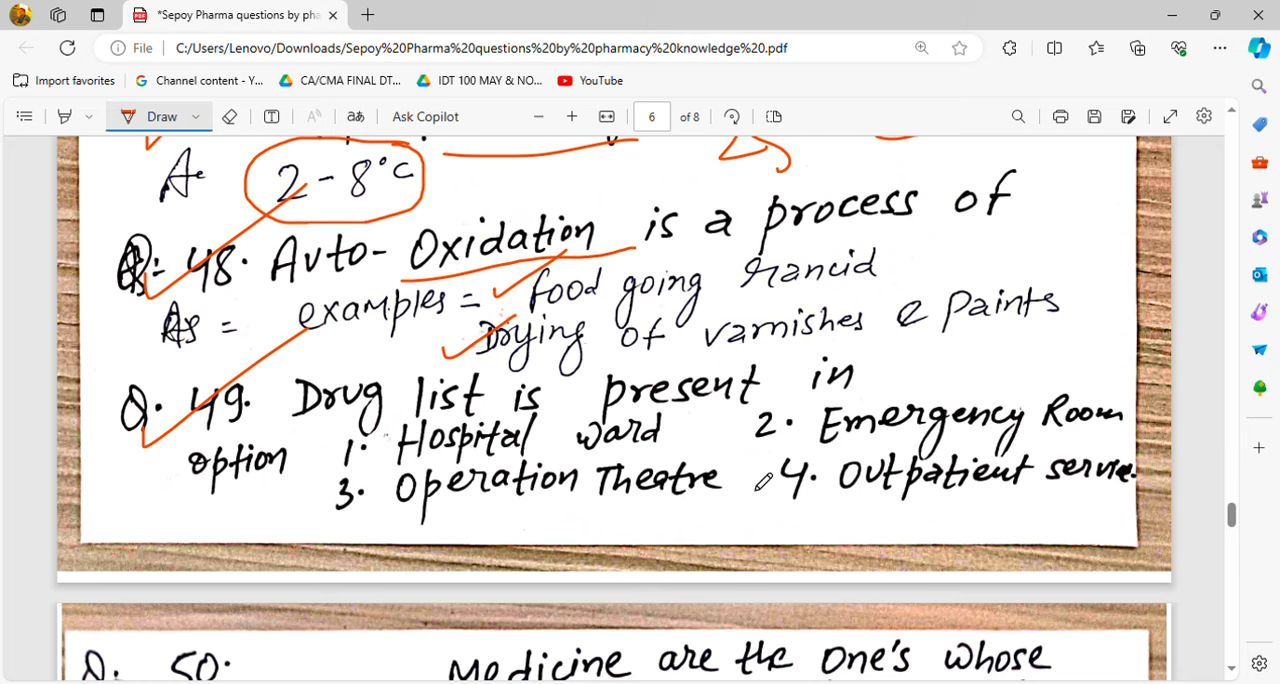 *Sepoy Pharma questions by pha
File C:/Users/Lenovo/Downloads/Sepoy%20Pharma%20questions%20by%20pharmacy%20knowledge%20.pdf
Import favorites Channel content - Y... CA/CMA FINAL DT... IDT 100 MAY & NO... YouTube
Draw aあ Ask Copilot 6 of 8
2-8°C
Q:- 48. Auto-Oxidation is a process of
As = examples = food going rancid
Drying of varnishes & Paints
Q. 49. Drug list is present in
option 1. Hospital ward 2. Emergency Room
3. Operation Theatre 4. Outpatient service.
Q. 50. Medicine are the One's whose